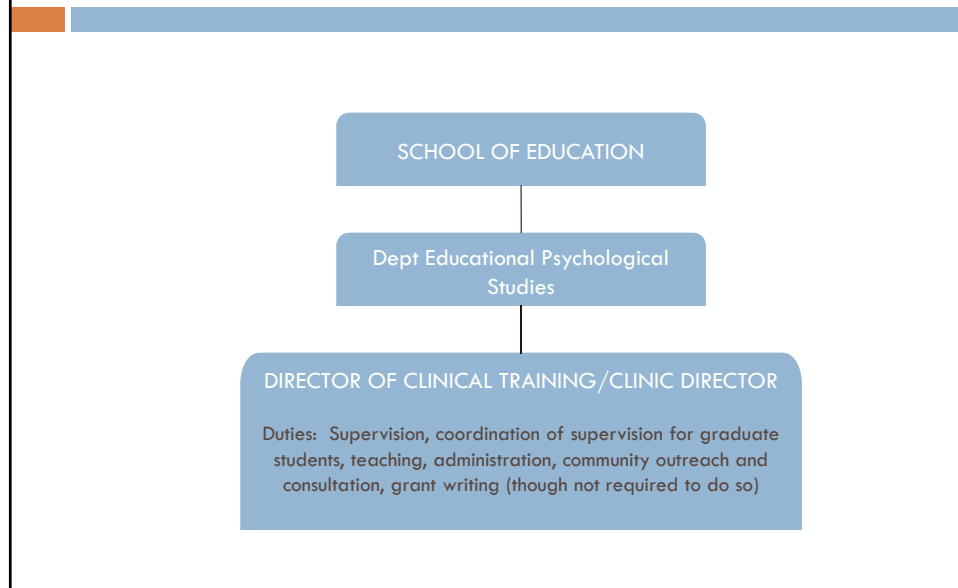 SCHOOL OF EDUCATION
Dept Educational Psychological
Studies
DIRECTOR OF CLINICAL TRAINING/CLINIC DIRECTOR
Duties:  Supervision, coordination of supervision for graduate
students, teaching, administration, community outreach and
consultation, grant writing (though not required to do so)